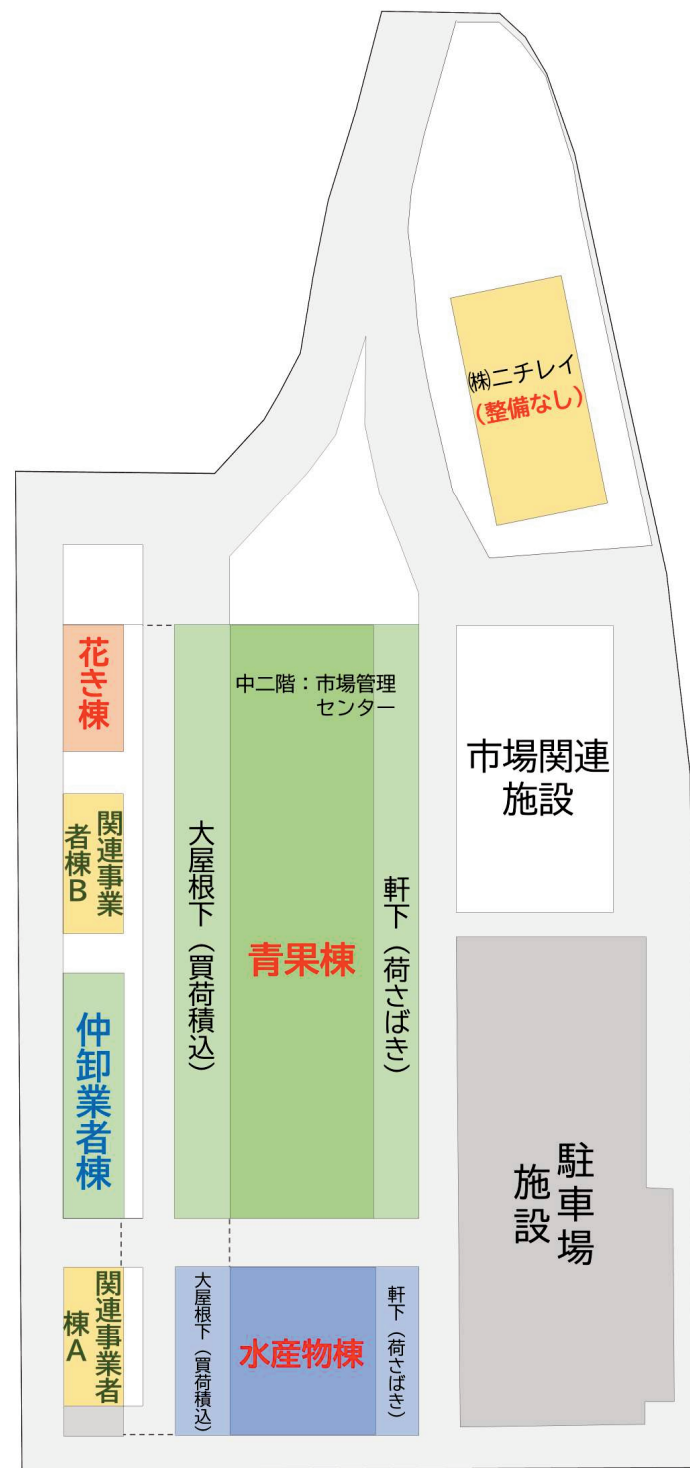 ㈱ニチレイ
（整備なし）
花き棟
中二階：市場管理
センター
市場関連
施設
関連事業
者棟B
大屋根下（買荷積込）
青果棟
軒下（荷さばき）
仲卸業者棟
駐車場
施設
関連事業者
棟A
大屋根下（買荷積込）
水産物棟
軒下（荷さばき）